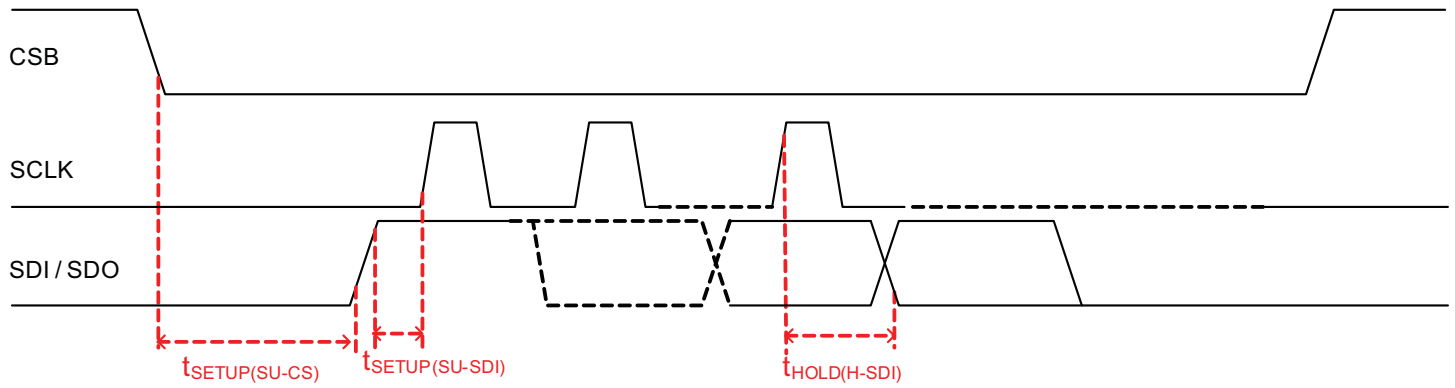 CSB
SCLK
SDI / SDO
tSETUP(SU-CS)
tSETUP(SU-SDI)
tHOLD(H-SDI)